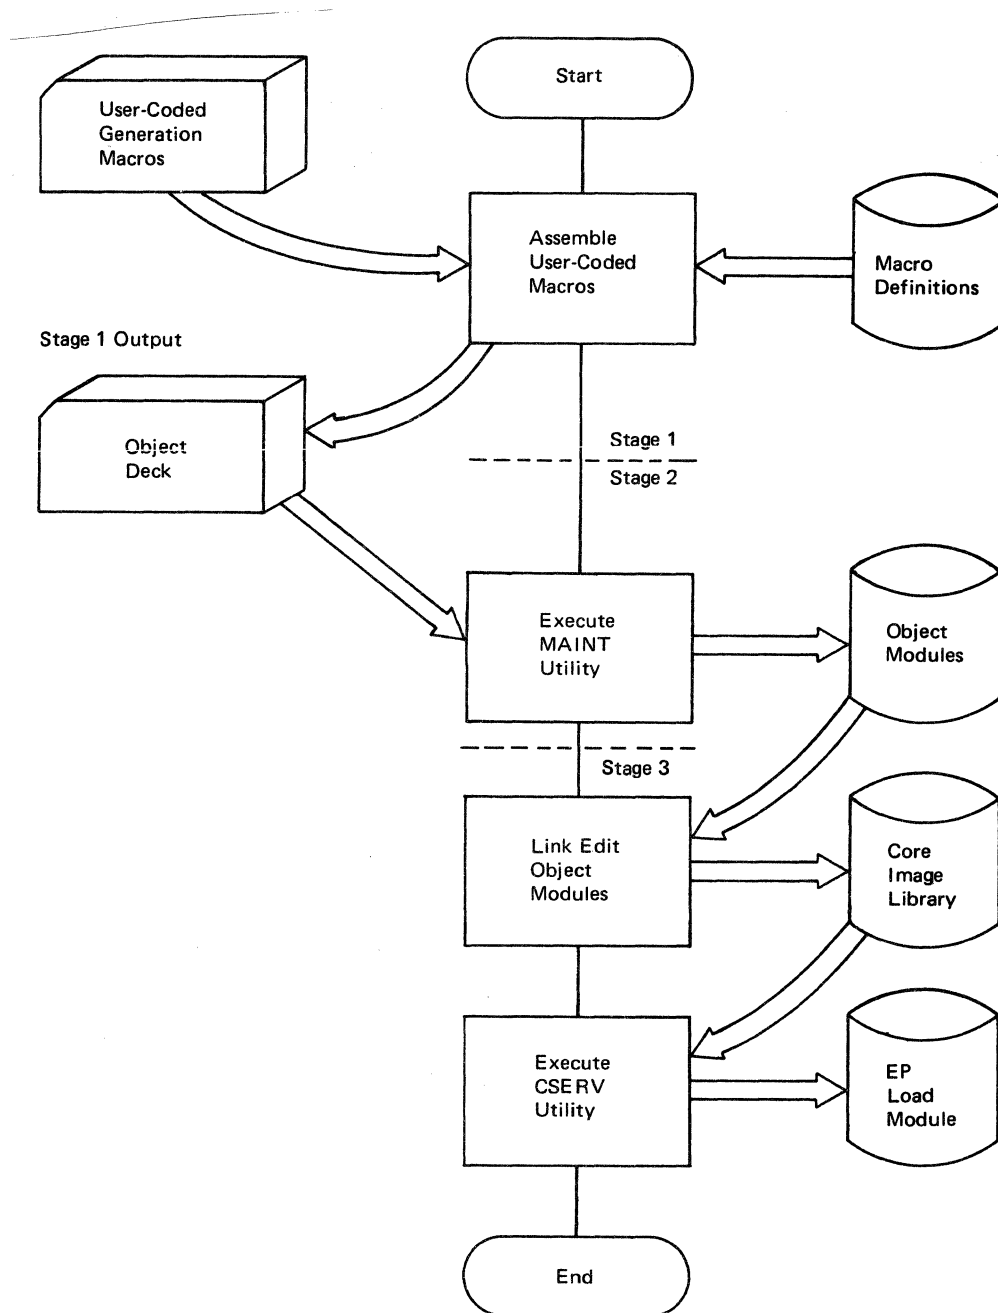 Start
User-Coded
Generation
Macros
Assemble
User-Coded
Macros
Macro
Definitions
Stage 1 Output
Object
Deck
Stage 1
Stage 2
Execute
MAINT
Utility
Object
Modules
Stage 3
Link Edit
Object
Modules
Core
Image
Library
Execute
CSERV
Utility
EP
Load
Module
End